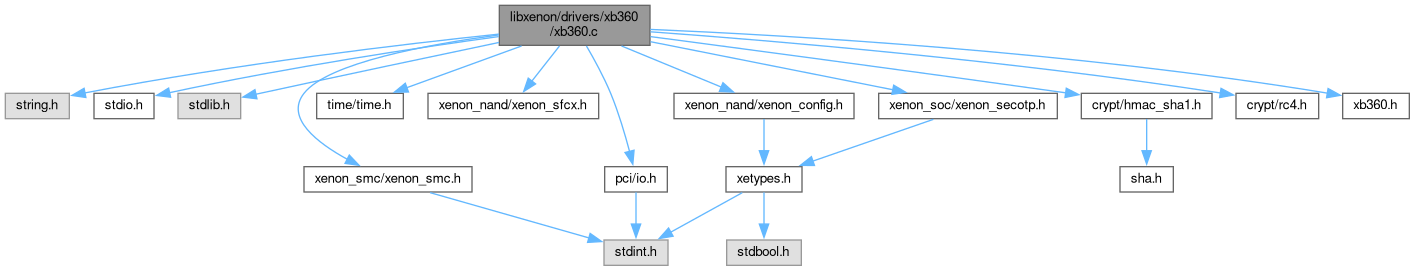 libxenon/drivers/xb360
/xb360.c
string.h
stdio.h
stdlib.h
time/time.h
xenon_nand/xenon_sfcx.h
xenon_nand/xenon_config.h
xenon_soc/xenon_secotp.h
crypt/hmac_sha1.h
crypt/rc4.h
xb360.h
xenon_smc/xenon_smc.h
pci/io.h
xetypes.h
sha.h
stdint.h
stdbool.h